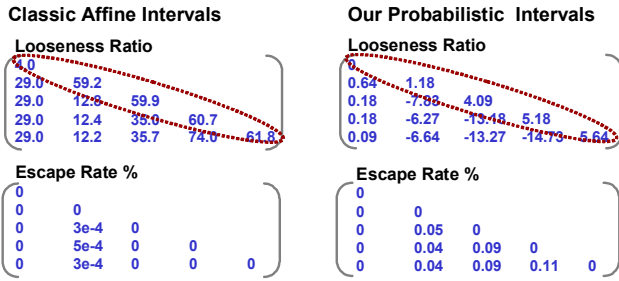 Classic Affine Intervals
Looseness Ratio
29.0 59.2
29.0 12.8 59.9
29.0 12.4 35.0 60.7
29.0 12.2 35.7 74.0 61.8
Escape Rate %
0
0 0
0 3e-4 0
0 5e-4 0 0
0 3e-4 0 0 0
Our Probabilistic Intervals
Looseness Ratio
0
0.64 1.18
0.18 4.09
0.18 -6.27 -13.18 5.18
0.09 -6.64 -13.27 -14.73 5.64
Escape Rate %
0
0 0
0 0.05 0
0 0.04 0.09 0
0 0.04 0.09 0.11 0